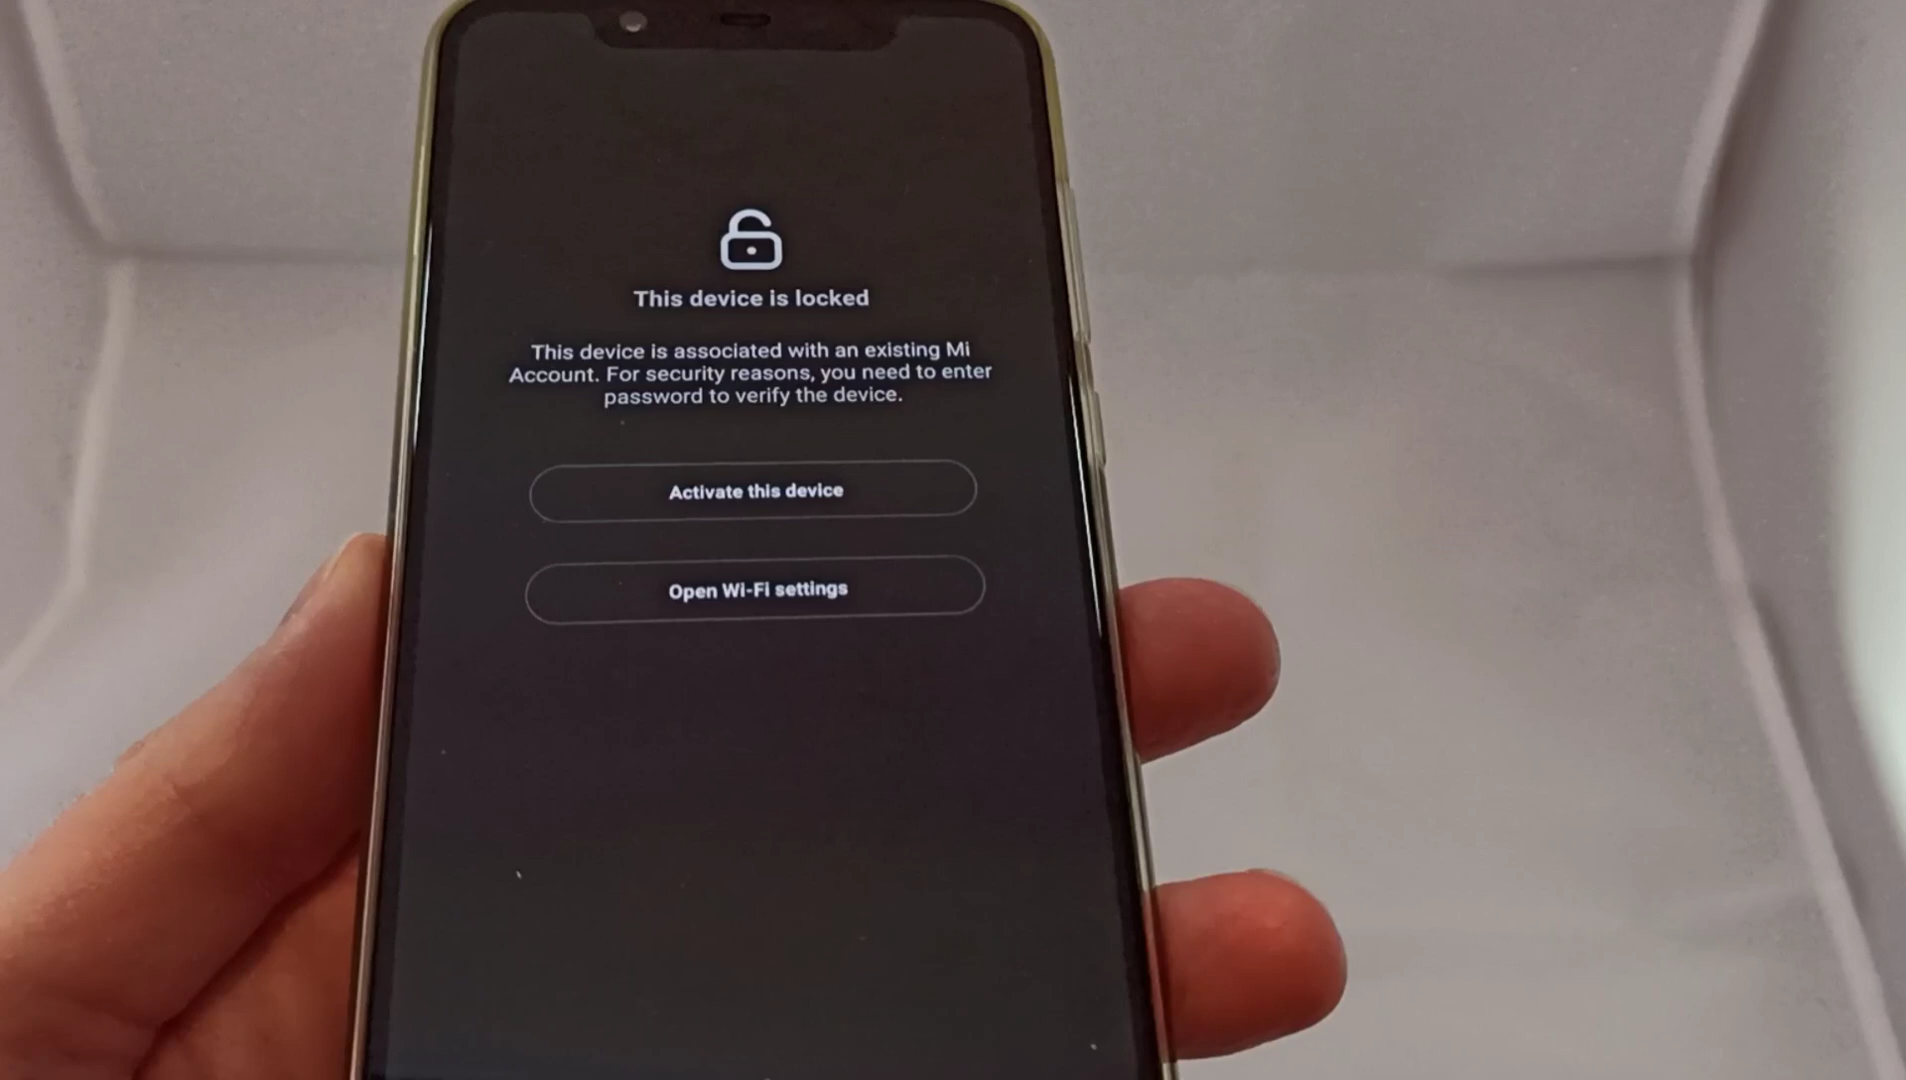 This device is locked
This device is associated with an existing Mi
Account. For security reasons, you need to enter
password to verify the device.
Activate this device
Open Wi-Fi settings